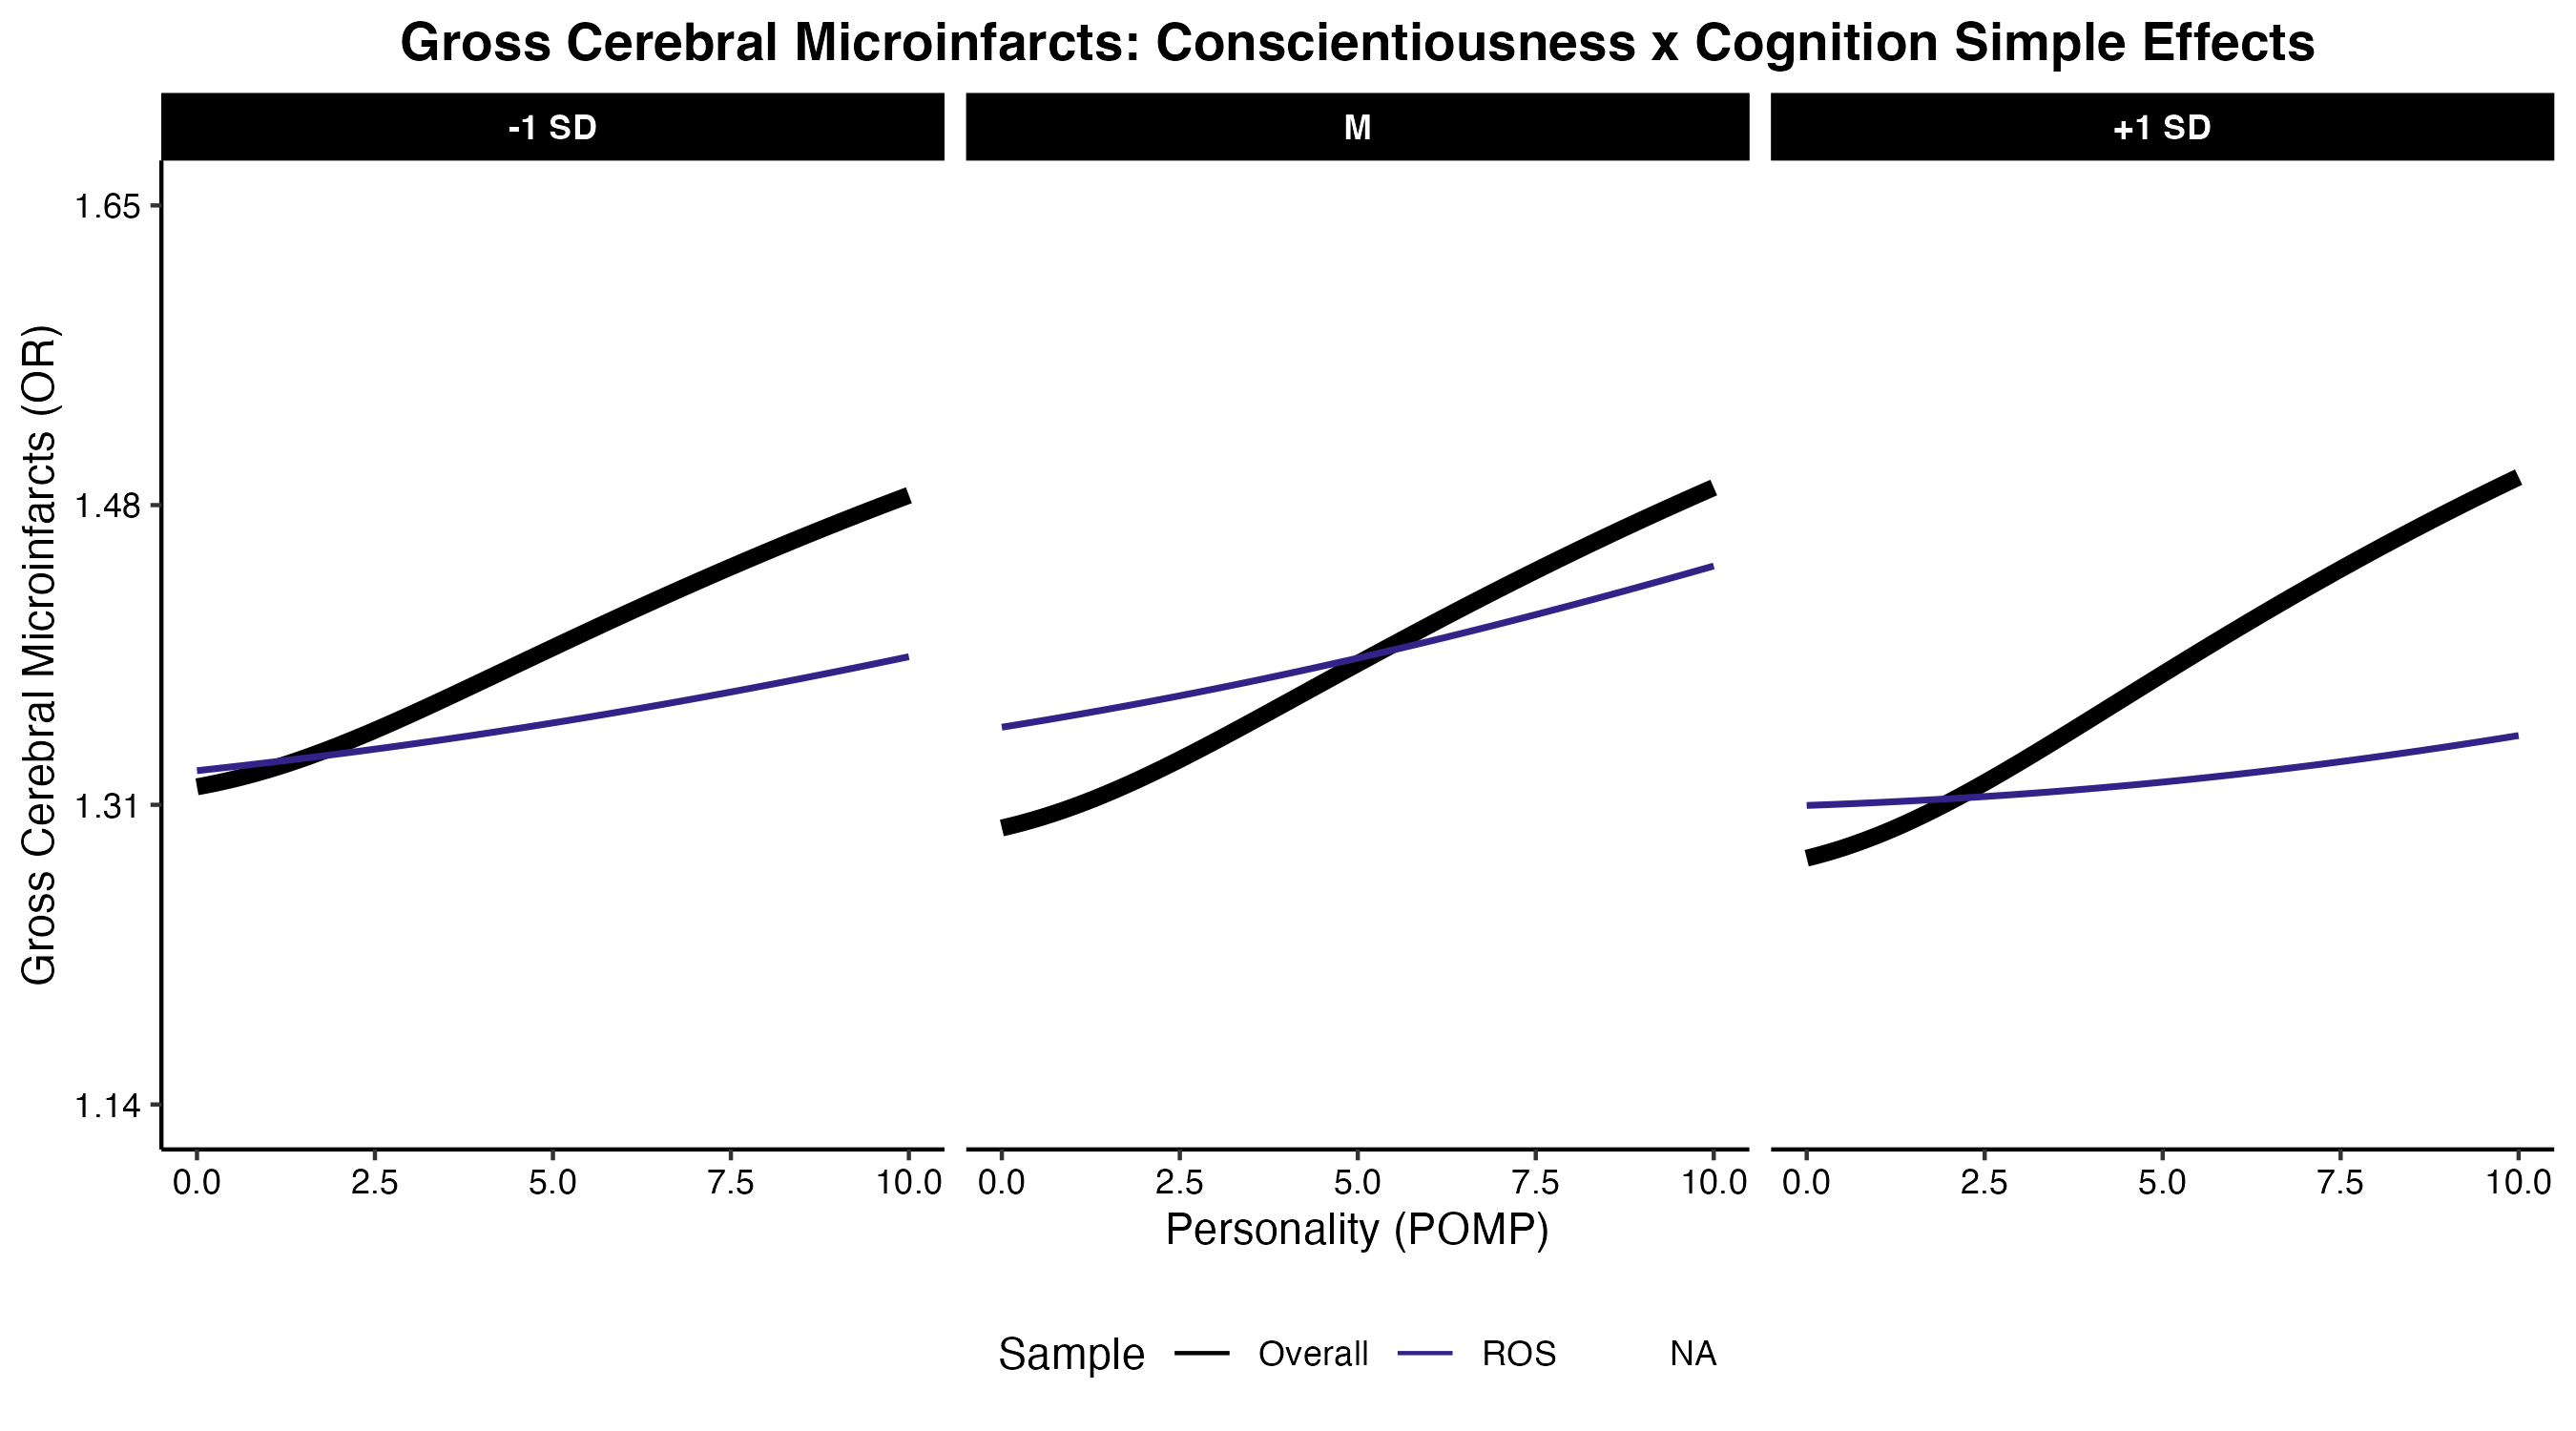 Gross Cerebral Microinfarcts: Conscientiousness x Cognition Simple Effects
-1 SD
M
+1 SD
Gross Cerebral Microinfarcts (OR)
1.65
1.48
1.31
1.14
0.0 2.5 5.0 7.5 10.0
0.0 2.5 5.0 7.5 10.0
0.0 2.5 5.0 7.5 10.0
Personality (POMP)
Sample Overall ROS NA